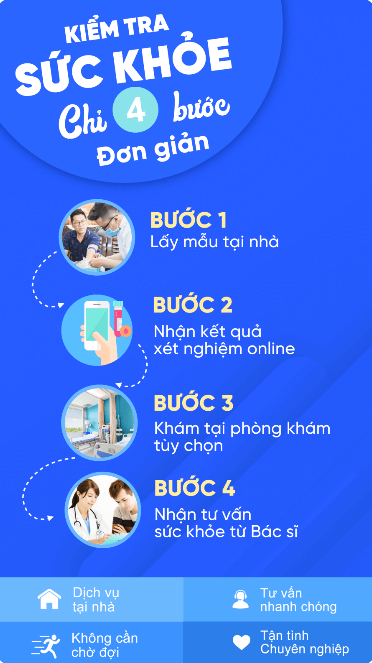 KIỂM TRA
SỨC KHỎE
Chỉ 4 bước
Đơn giản
BƯỚC 1
Lấy mẫu tại nhà
BƯỚC 2
Nhận kết quả
xét nghiệm online
BƯỚC 3
Khám tại phòng khám
tùy chọn
BƯỚC 4
Nhận tư vấn
sức khỏe từ Bác sĩ
Dịch vụ
tại nhà
Tư vấn
nhanh chóng
Không cần
chờ đợi
Tận tình
Chuyên nghiệp